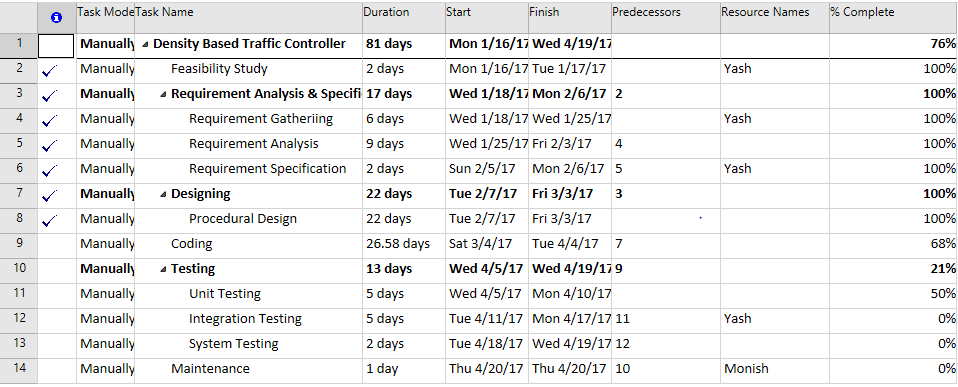 Task Mode Task Name Duration Start Finish Predecessors Resource Names % Complete
1 Manually Density Based Traffic Controller 81 days Mon 1/16/17 Wed 4/19/17 76%
2 Manually Feasibility Study 2 days Mon 1/16/17 Tue 1/17/17 Yash 100%
3 Manually Requirement Analysis & Specifi 17 days Wed 1/18/17 Mon 2/6/17 2 100%
4 Manually Requirement Gatheriing 6 days Wed 1/18/17 Wed 1/25/17 Yash 100%
5 Manually Requirement Analysis 9 days Wed 1/25/17 Fri 2/3/17 4 100%
6 Manually Requirement Specification 2 days Sun 2/5/17 Mon 2/6/17 5 Yash 100%
7 Manually Designing 22 days Tue 2/7/17 Fri 3/3/17 3 100%
8 Manually Procedural Design 22 days Tue 2/7/17 Fri 3/3/17 100%
9 Manually Coding 26.58 days Sat 3/4/17 Tue 4/4/17 7 68%
10 Manually Testing 13 days Wed 4/5/17 Wed 4/19/17 9 21%
11 Manually Unit Testing 5 days Wed 4/5/17 Mon 4/10/17 50%
12 Manually Integration Testing 5 days Tue 4/11/17 Mon 4/17/17 11 Yash 0%
13 Manually System Testing 2 days Tue 4/18/17 Wed 4/19/17 12 0%
14 Manually Maintenance 1 day Thu 4/20/17 Thu 4/20/17 10 Monish 0%